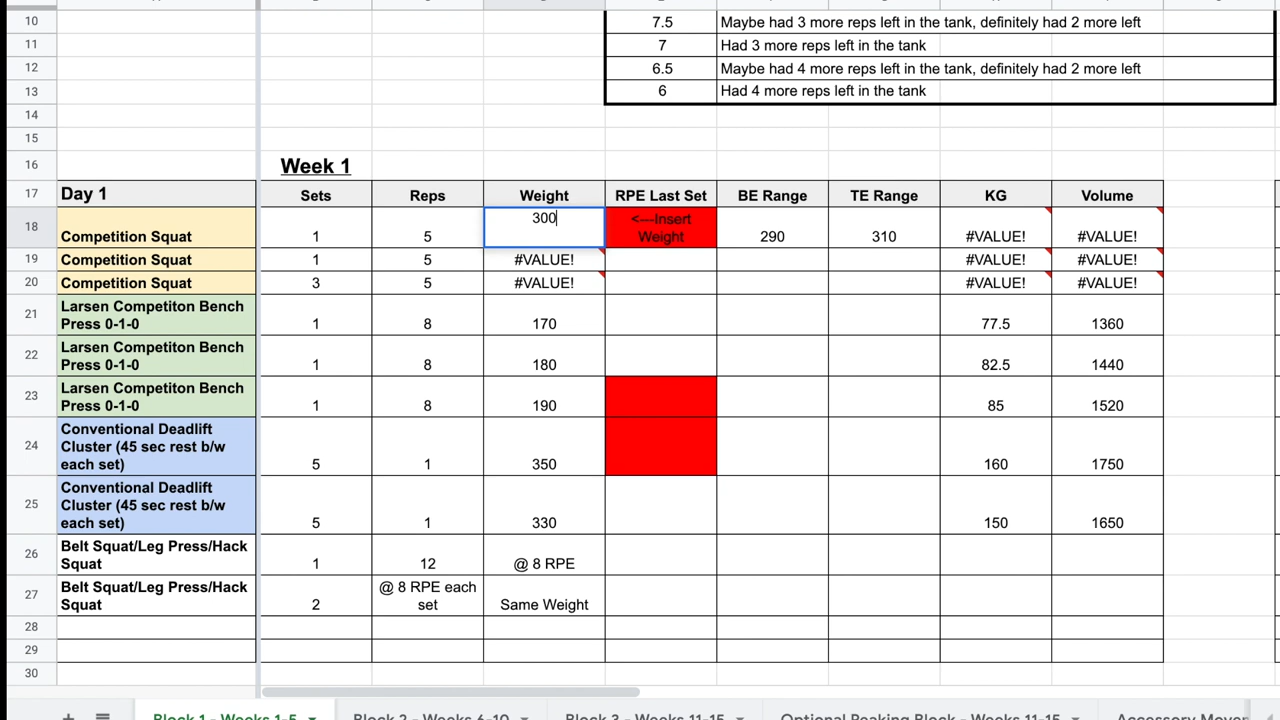 10 7.5 Maybe had 3 more reps left in the tank, definitely had 2 more left
11 7 Had 3 more reps left in the tank
12 6.5 Maybe had 4 more reps left in the tank, definitely had 2 more left
13 6 Had 4 more reps left in the tank
14
15
16 Week 1
17 Day 1 Sets Reps Weight RPE Last Set BE Range TE Range KG Volume
300 <---Insert
18 Competition Squat 1 5 Weight 290 310 #VALUE! #VALUE!
19 Competition Squat 1 5 #VALUE! #VALUE! #VALUE!
20 Competition Squat 3 5 #VALUE! #VALUE! #VALUE!
21 Larsen Competiton Bench
Press 0-1-0 1 8 170 77.5 1360
22 Larsen Competiton Bench
Press 0-1-0 1 8 180 82.5 1440
23 Larsen Competiton Bench
Press 0-1-0 1 8 190 85 1520
Conventional Deadlift
24 Cluster (45 sec rest b/w
each set) 5 1 350 160 1750
Conventional Deadlift
25 Cluster (45 sec rest b/w
each set) 5 1 330 150 1650
26 Belt Squat/Leg Press/Hack
Squat 1 12 @ 8 RPE
27 Belt Squat/Leg Press/Hack @ 8 RPE each
Squat 2 set Same Weight
28
29
30
Block 1 - Weeks 1-5 Block 2 - Weeks 6-10 Block 3 - Weeks 11-15 Optional Peaking Block - Weeks 11-15 Accessory Mover